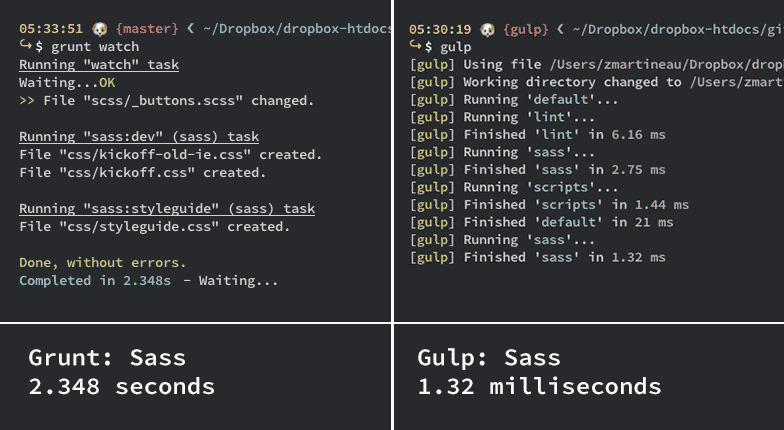 05:33:51 🐶 {master} ❮ ~/Dropbox/dropbox-htdocs
↪ $ grunt watch
Running "watch" task
Waiting...OK
>> File "scss/_buttons.scss" changed.
Running "sass:dev" (sass) task
File "css/kickoff-old-ie.css" created.
File "css/kickoff.css" created.
Running "sass:styleguide" (sass) task
File "css/styleguide.css" created.
Done, without errors.
Completed in 2.348s - Waiting...
Grunt: Sass
2.348 seconds
05:30:19 🐶 {gulp} ❮ ~/Dropbox/dropbox-htdocs/gi
↪ $ gulp
[gulp] Using file /Users/zmartineau/Dropbox/drop
[gulp] Working directory changed to /Users/zmart
[gulp] Running 'default'...
[gulp] Running 'lint'...
[gulp] Finished 'lint' in 6.16 ms
[gulp] Running 'sass'...
[gulp] Finished 'sass' in 2.75 ms
[gulp] Running 'scripts'...
[gulp] Finished 'scripts' in 1.44 ms
[gulp] Finished 'default' in 21 ms
[gulp] Running 'sass'...
[gulp] Finished 'sass' in 1.32 ms
Gulp: Sass
1.32 milliseconds